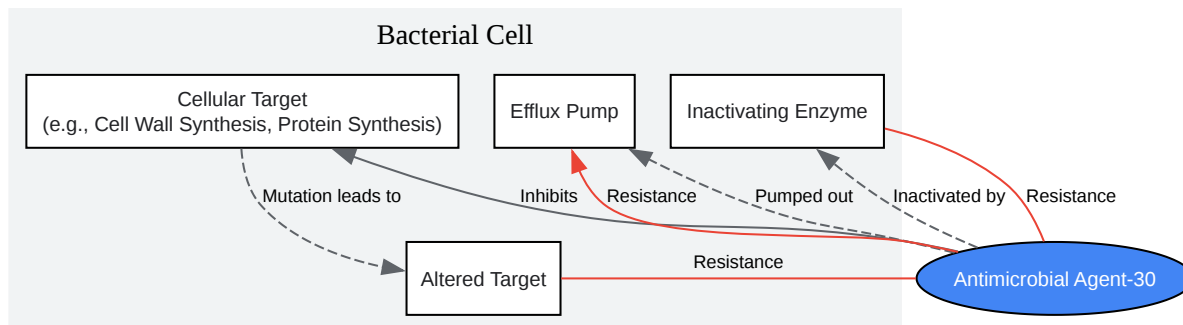 Bacterial Cell
Cellular Target
(e.g., Cell Wall Synthesis, Protein Synthesis)
Efflux Pump
Inactivating Enzyme
Mutation leads to
Inhibits
Resistance
Pumped out
Inactivated by
Resistance
Altered Target
Resistance
Antimicrobial Agent-30